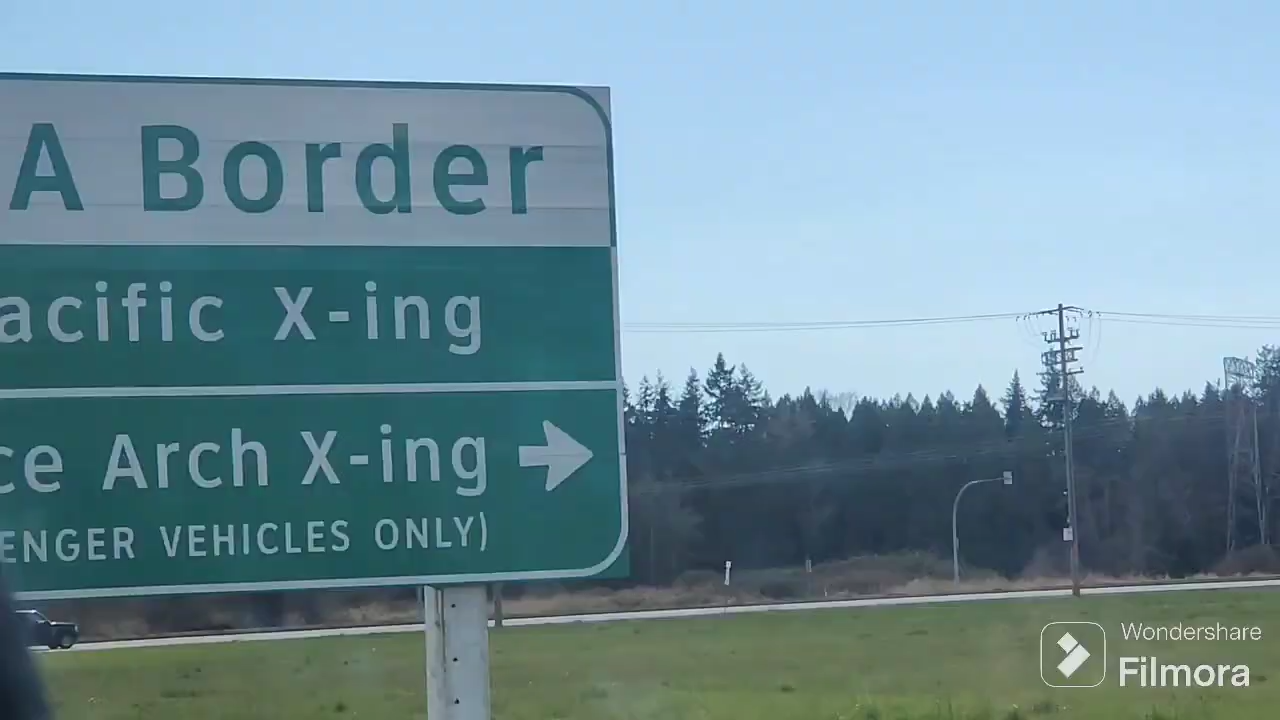 A Border
acific X-ing
ce Arch X-ing
ENGER VEHICLES ONLY)
Wondershare
Filmora